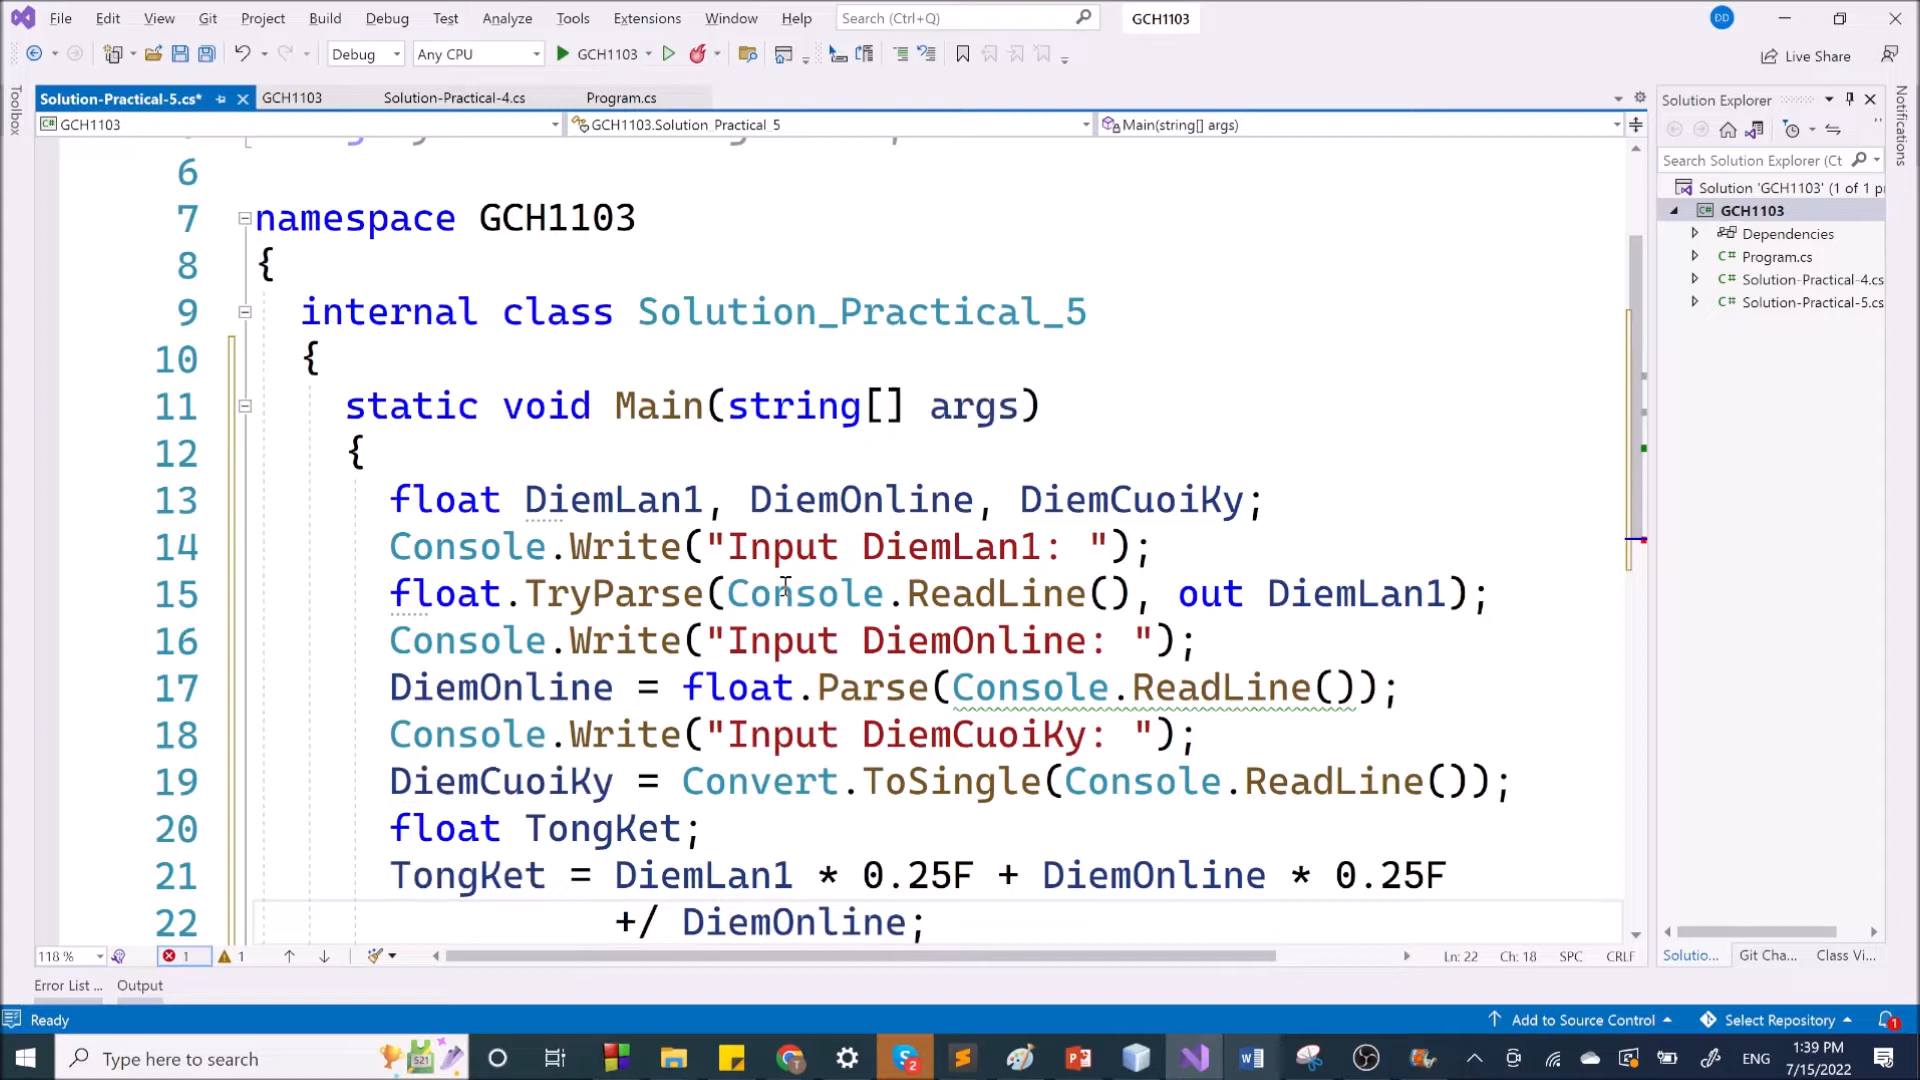 File Edit View Git Project Build Debug Test Analyze Tools Extensions Window Help Search (Ctrl+Q) GCH1103 DD
Debug Any CPU GCH1103 Live Share
Toolbox
Solution-Practical-5.cs* GCH1103 Solution-Practical-4.cs Program.cs
GCH1103 GCH1103.Solution_Practical_5 Main(string[] args)
6
7 namespace GCH1103
8 {
9 internal class Solution_Practical_5
10 {
11 static void Main(string[] args)
12 {
13 float DiemLan1, DiemOnline, DiemCuoiKy;
14 Console.Write("Input DiemLan1: ");
15 float.TryParse(Console.ReadLine(), out DiemLan1);
16 Console.Write("Input DiemOnline: ");
17 DiemOnline = float.Parse(Console.ReadLine());
18 Console.Write("Input DiemCuoiKy: ");
19 DiemCuoiKy = Convert.ToSingle(Console.ReadLine());
20 float TongKet;
21 TongKet = DiemLan1 * 0.25F + DiemOnline * 0.25F
22 +/ DiemOnline;
118 % 1 1 Ln: 22 Ch: 18 SPC CRLF
Error List ... Output
Solution Explorer
Search Solution Explorer (Ct
Solution 'GCH1103' (1 of 1 pr
C# GCH1103
Dependencies
C# Program.cs
C# Solution-Practical-4.cs
C# Solution-Practical-5.cs
Solutio... Git Cha... Class Vi...
Notifications
Ready Add to Source Control Select Repository 1
Type here to search 521 2 ENG 1:39 PM
7/15/2022